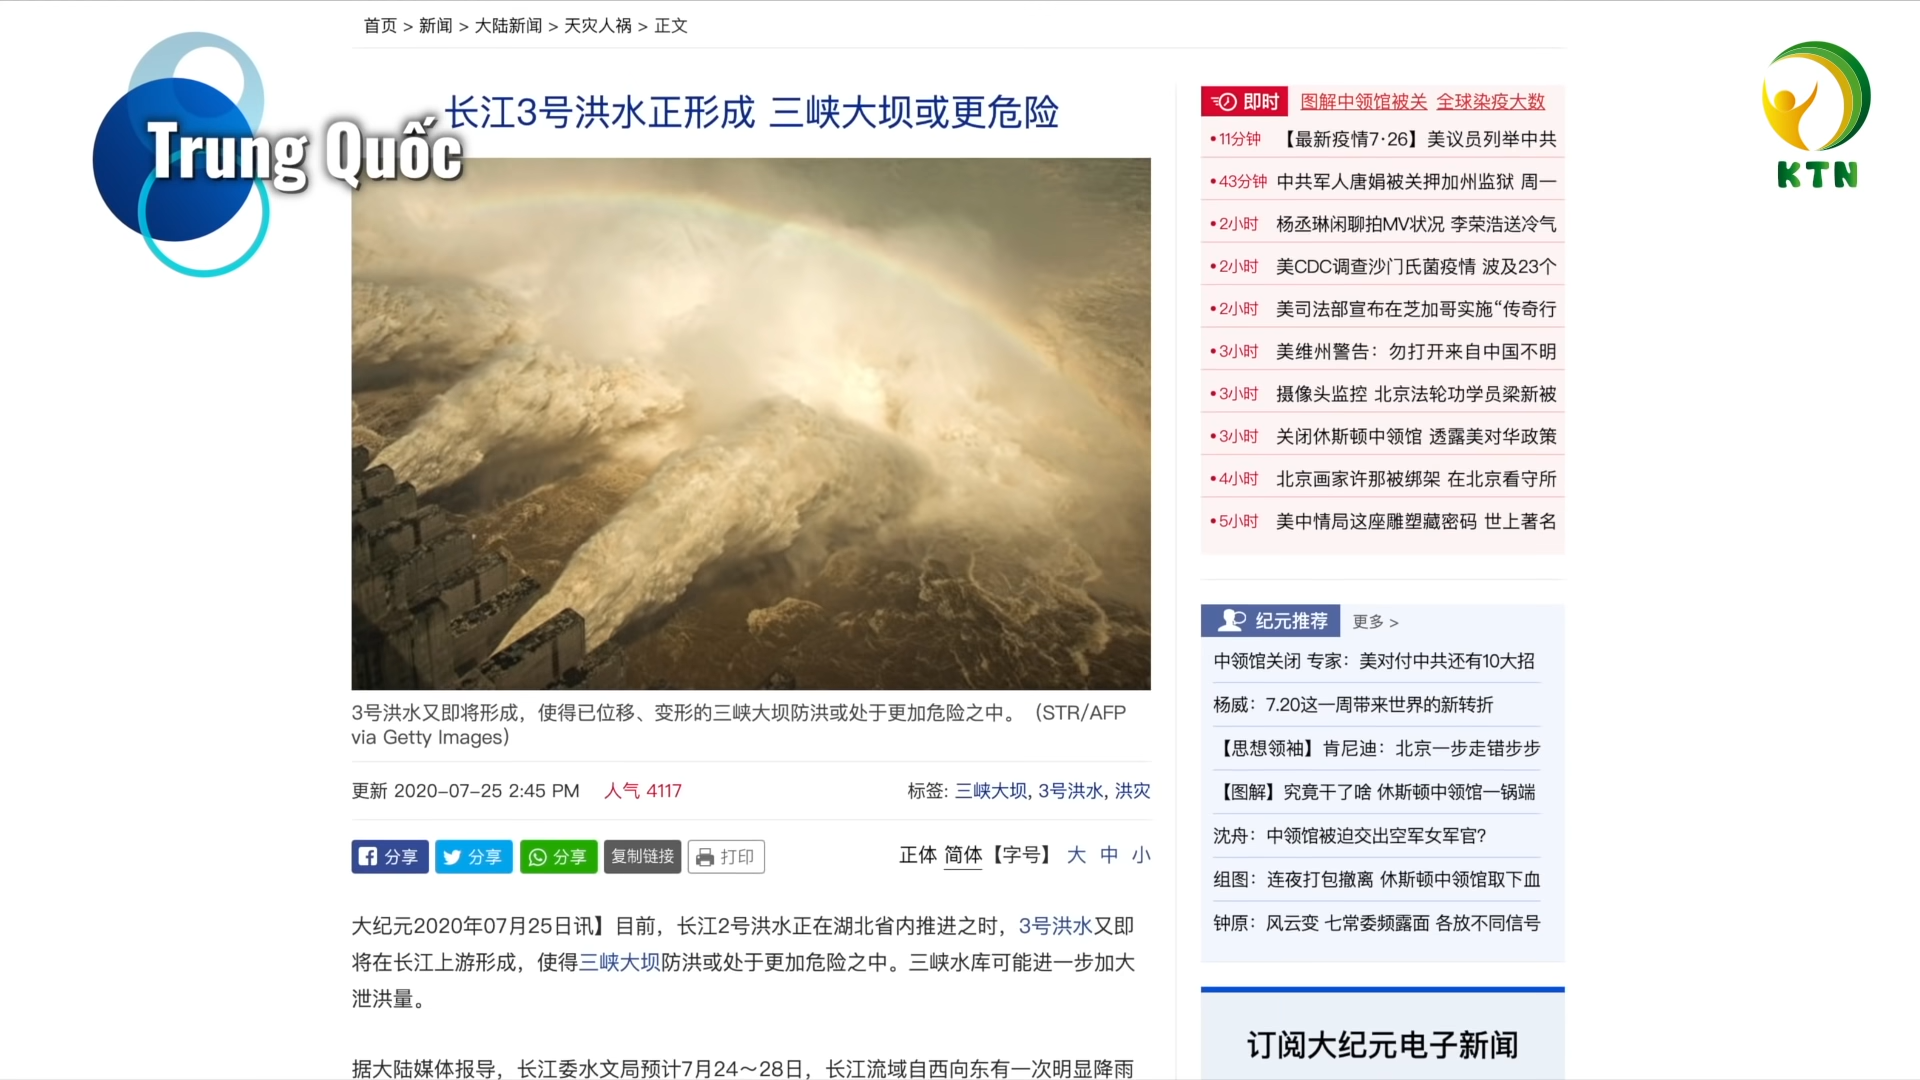 首页 > 新闻 > 大陆新闻 > 天灾人祸 > 正文
Trung Quốc
KTN
长江3号洪水正形成 三峡大坝或更危险
3号洪水又即将形成，使得已位移、变形的三峡大坝防洪或处于更加危险之中。（STR/AFP
via Getty Images）
更新 2020-07-25 2:45 PM 人气 4117 标签: 三峡大坝, 3号洪水, 洪灾
分享 分享 分享 复制链接 打印 正体 简体 【字号】 大 中 小
大纪元2020年07月25日讯】目前，长江2号洪水正在湖北省内推进之时，3号洪水又即
将在长江上游形成，使得三峡大坝防洪或处于更加危险之中。三峡水库可能进一步加大
泄洪量。
据大陆媒体报导，长江委水文局预计7月24～28日，长江流域自西向东有一次明显降雨
即时 图解中领馆被关 全球染疫大数
•11分钟 【最新疫情7·26】美议员列举中共
•43分钟 中共军人唐娟被关押加州监狱 周一
•2小时 杨丞琳闲聊拍MV状况 李荣浩送冷气
•2小时 美CDC调查沙门氏菌疫情 波及23个
•2小时 美司法部宣布在芝加哥实施“传奇行
•3小时 美维州警告：勿打开来自中国不明
•3小时 摄像头监控 北京法轮功学员梁新被
•3小时 关闭休斯顿中领馆 透露美对华政策
•4小时 北京画家许那被绑架 在北京看守所
•5小时 美中情局这座雕塑藏密码 世上著名
纪元推荐 更多 >
中领馆关闭 专家：美对付中共还有10大招
杨威：7.20这一周带来世界的新转折
【思想领袖】肯尼迪：北京一步走错步步
【图解】究竟干了啥 休斯顿中领馆一锅端
沈舟：中领馆被迫交出空军女军官？
组图：连夜打包撤离 休斯顿中领馆取下血
钟原：风云变 七常委频露面 各放不同信号
订阅大纪元电子新闻